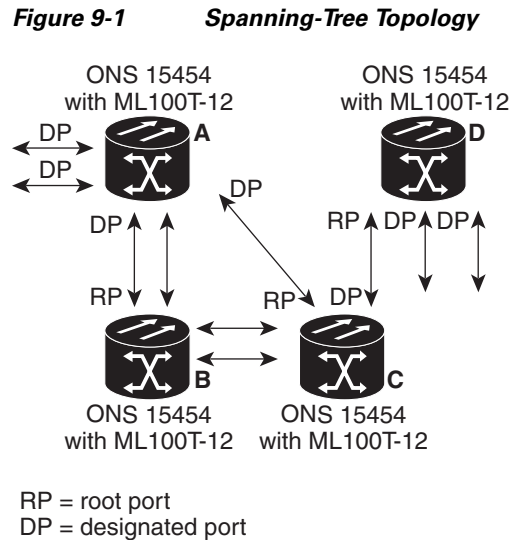 Figure 9-1 Spanning-Tree Topology
ONS 15454
with ML100T-12
A
ONS 15454
with ML100T-12
D
DP
DP
DP
DP
RP
DP
DP
RP
RP
DP
B
C
ONS 15454
with ML100T-12
ONS 15454
with ML100T-12
RP = root port
DP = designated port